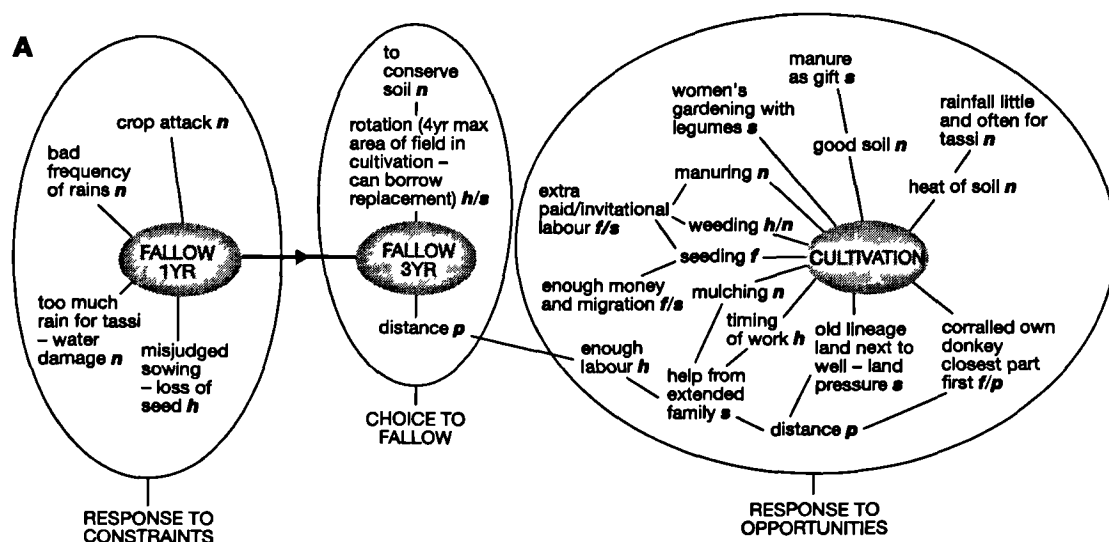 A
crop attack n
bad
frequency
of rains n
FALLOW
1YR
too much
rain for tassi
– water
damage n
misjudged
sowing
– loss of
seed h
RESPONSE TO
CONSTRAINTS
to
conserve
soil n
rotation (4yr max
area of field in
cultivation –
can borrow
replacement) h/s
FALLOW
3YR
distance p
CHOICE TO
FALLOW
manure
as gift s
women's
gardening with
legumes s
rainfall little
and often for
tassi n
good soil n
heat of soil n
manuring n
extra
paid/invitational
labour f/s
weeding h/n
seeding f
CULTIVATION
enough money
and migration f/s
mulching n
timing
of work h
old lineage
land next to
well – land
pressure s
corralled own
donkey
closest part
first f/p
enough
labour h
help from
extended
family s
distance p
RESPONSE TO
OPPORTUNITIES